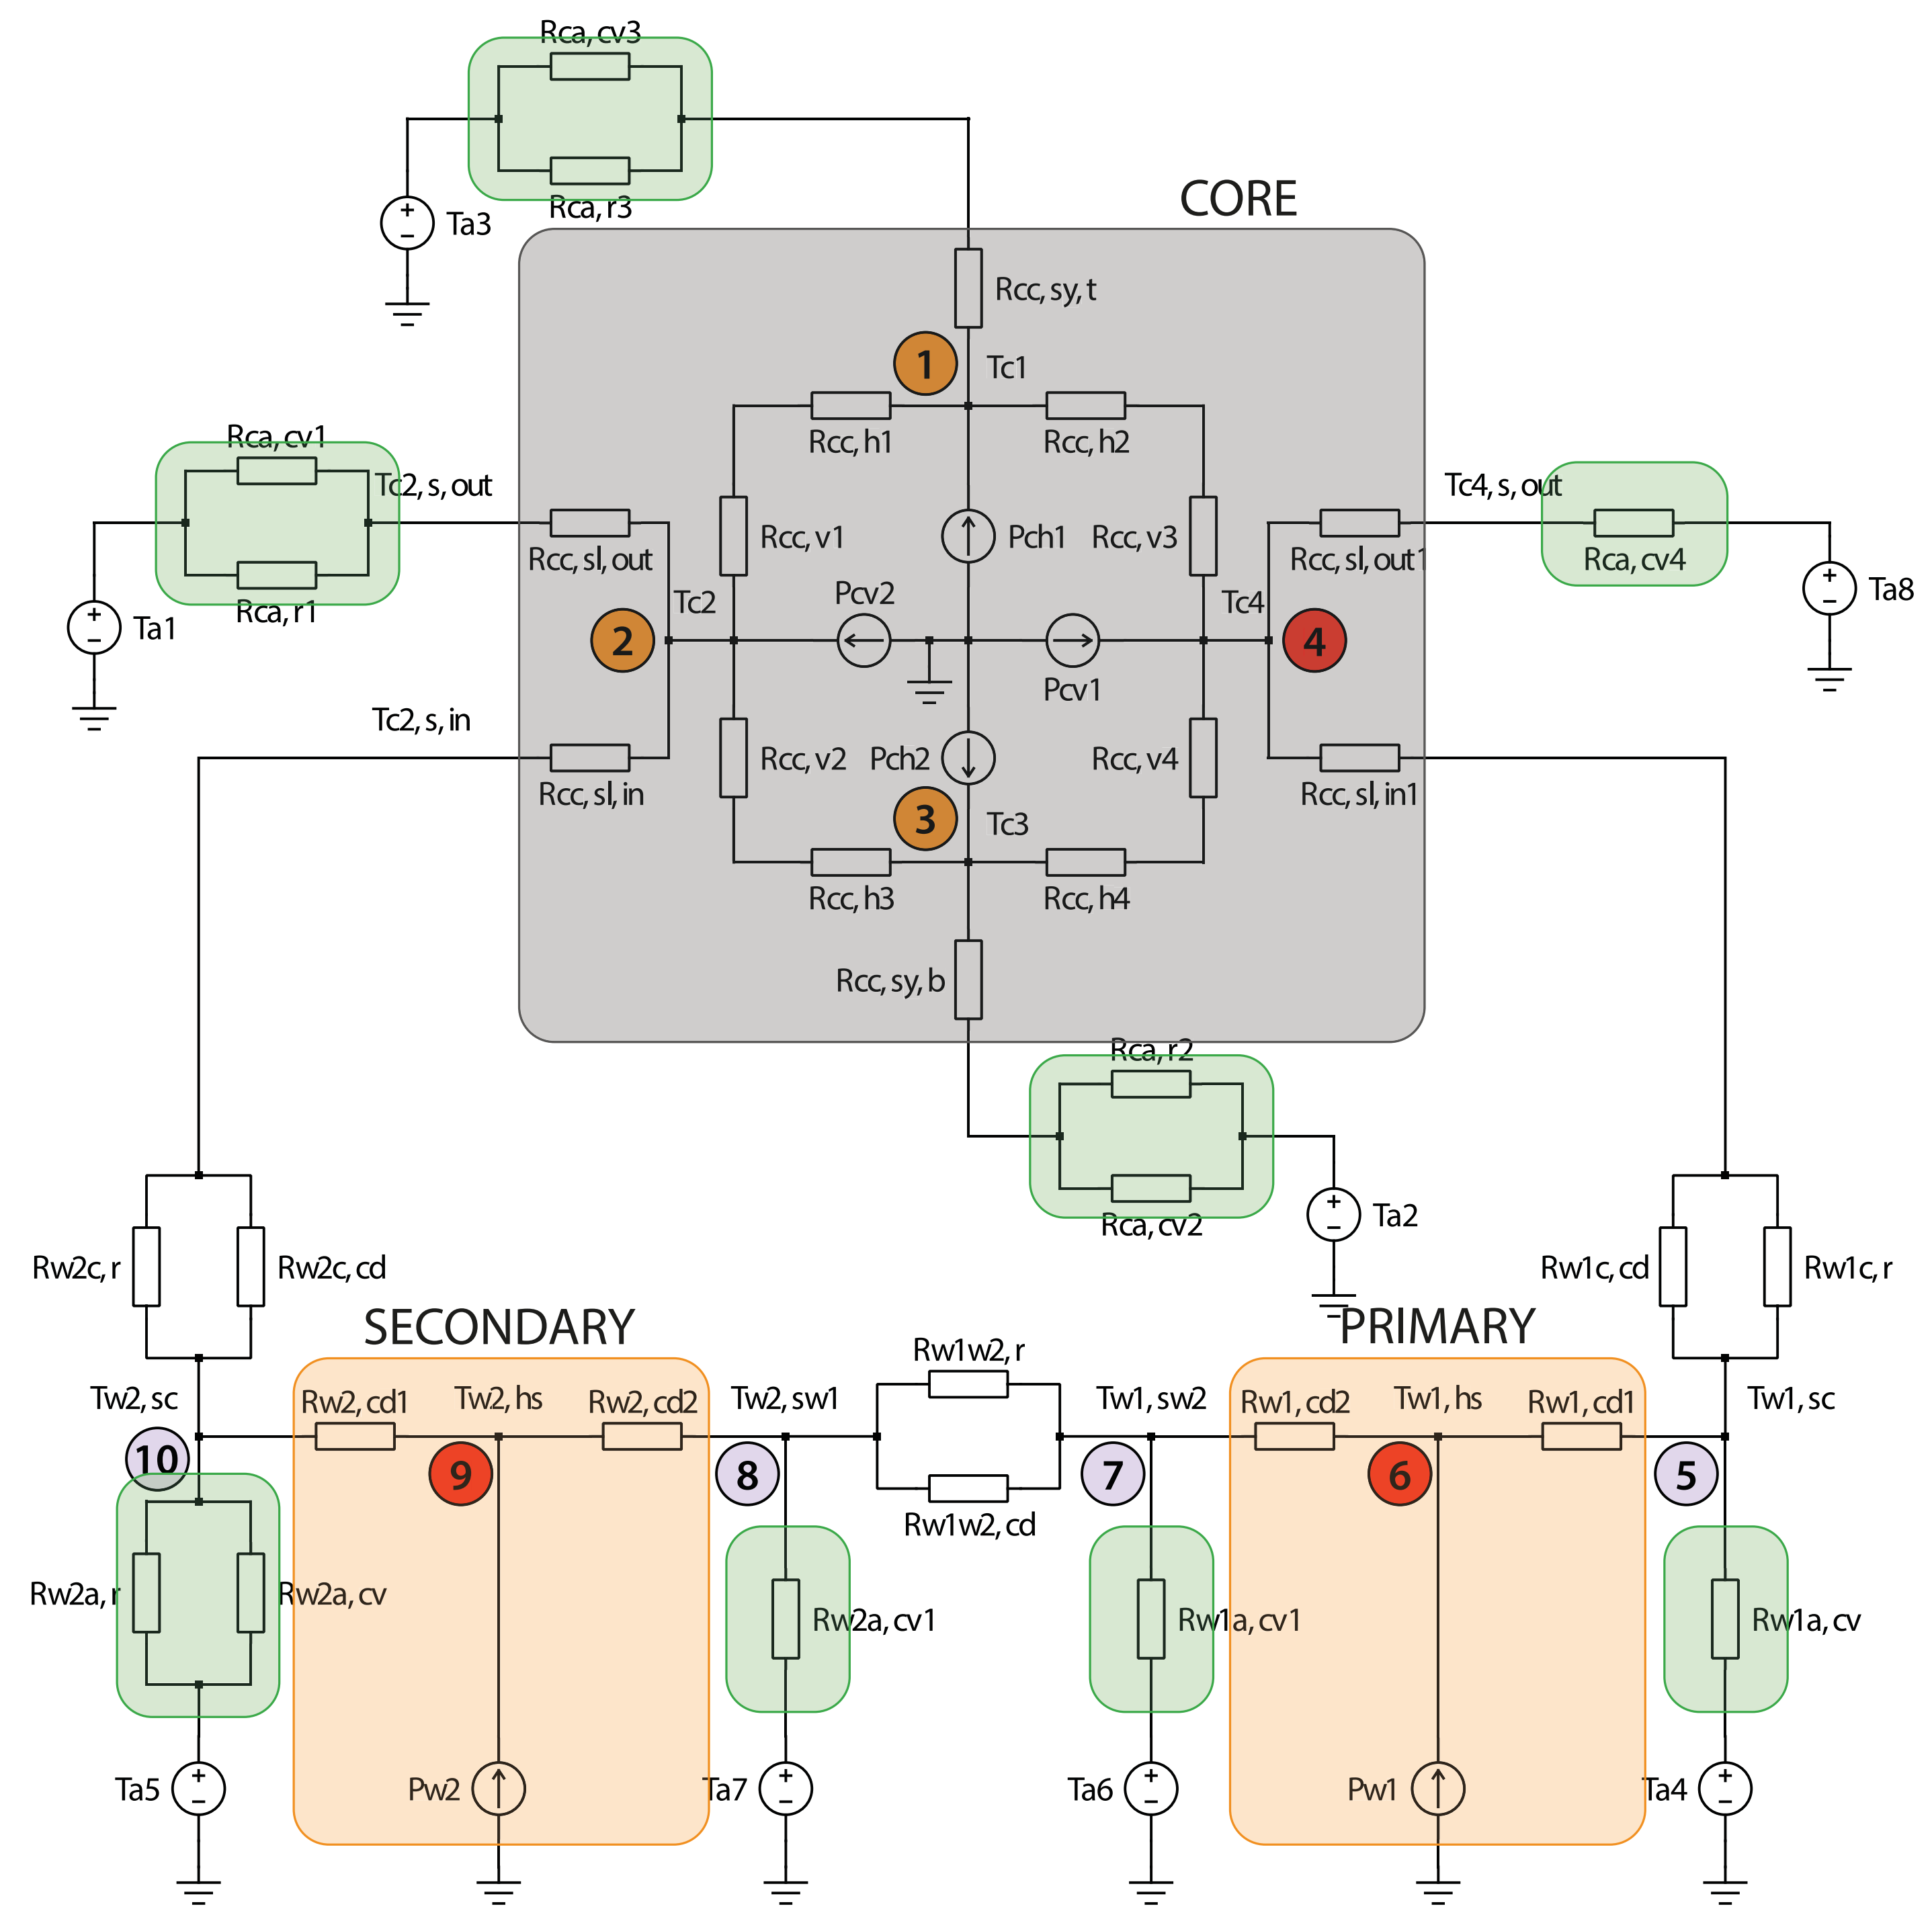 Rca, cv3
Rca, r3
Ta3
CORE
Rcc, sy, t
1
Tc1
Rcc, h1
Rcc, h2
Rca, cv1
Rca, r1
Ta1
Tc2, s, out
Rcc, sl, out
Rcc, v1
Pch1
Rcc, v3
Tc4, s, out
Rcc, sl, out1
Rca, cv4
Ta8
Tc2
Pcv2
Tc4
2
4
Pcv1
Tc2, s, in
Rcc, sl, in
Rcc, v2
Pch2
Rcc, v4
Rcc, sl, in1
3
Tc3
Rcc, h3
Rcc, h4
Rcc, sy, b
Rca, r2
Rca, cv2
Ta2
Rw2c, r
Rw2c, cd
Rw1c, cd
Rw1c, r
SECONDARY
PRIMARY
Rw1w2, r
Tw2, sc
Rw2, cd1
Tw2, hs
Rw2, cd2
Tw2, sw1
Tw1, sw2
Rw1, cd2
Tw1, hs
Rw1, cd1
Tw1, sc
10
9
8
7
6
5
Rw1w2, cd
Rw2a, r
Rw2a, cv
Rw2a, cv1
Rw1a, cv1
Rw1a, cv
Ta5
Pw2
Ta7
Ta6
Pw1
Ta4